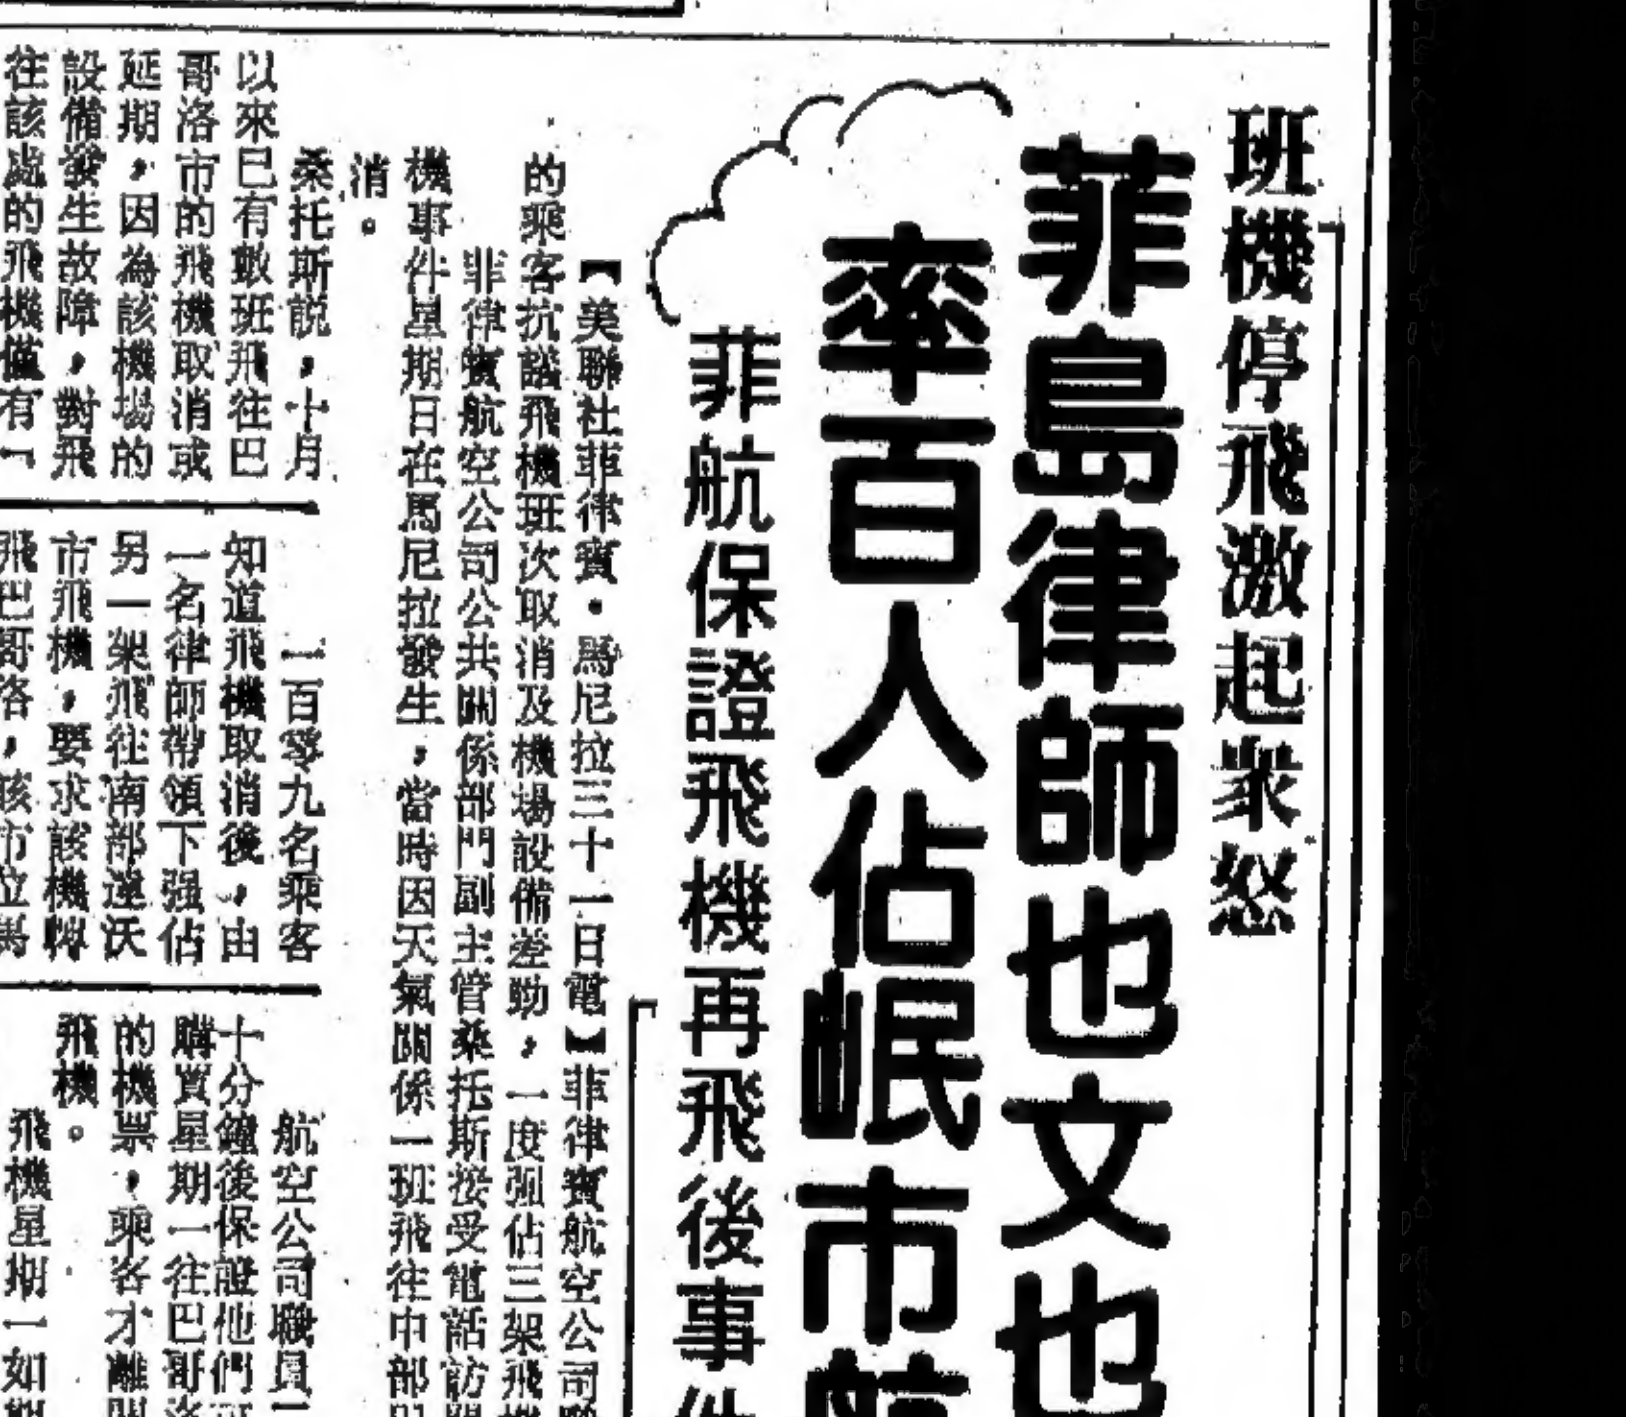 班機停飛激起衆怒
菲島律師也文也
率百人佔岷市航
菲航保證飛機再飛後事件
【美聯社菲律賓・馬尼拉三十一日電】菲律賓航空公司
的乘客抗議飛機班次取消及機場設備差勁，一度强佔三架飛機
菲律賓航空公司公共關係部門副主管桑托斯接受電話訪問
機事件星期日在馬尼拉發生，當時因天氣關係一班飛往中部
消。
桑托斯説，十月
以來已有數班飛往巴
哥洛市的飛機取消或
延期，因為該機場的
設備發生故障，對飛
往該處的飛機僅有一
一百零九名乘客
知道飛機取消後，由
一名律師帶領下强佔
另一架飛往南部達沃
市飛機，要求該機轉
飛巴哥洛，該市位馬
航空公司職員
十分鐘後保證他們可
購買星期一往巴哥洛
的機票，乘客才離開
飛機。
飛機星期一如期